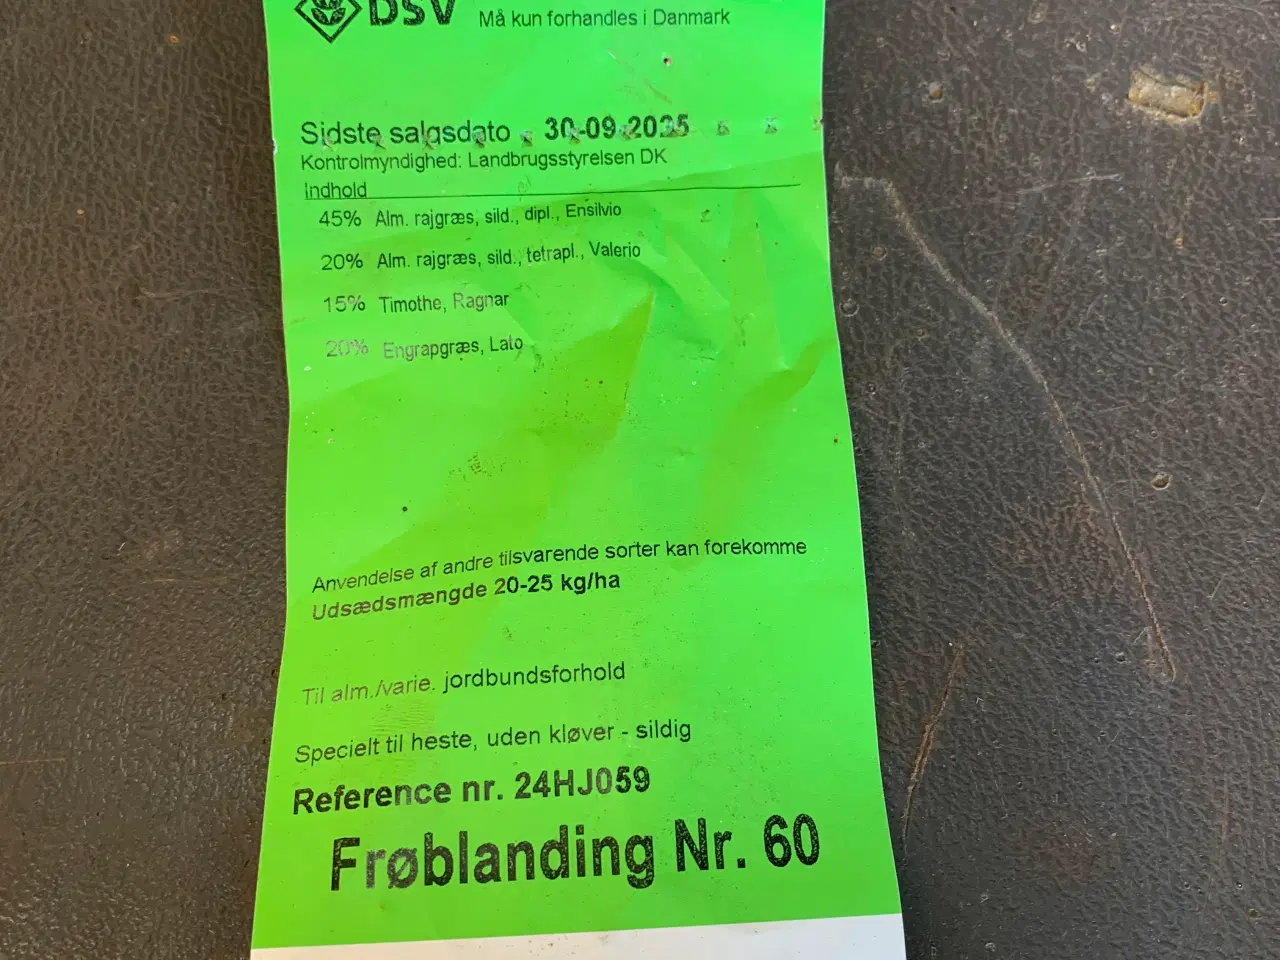 DSV
Må kun forhandles i Danmark
Sidste salgsdato 30-09-2025
Kontrolmyndighed: Landbrugsstyrelsen DK
Indhold
45% Alm. rajgræs, sild., dipl., Ensilvio
20% Alm. rajgræs, sild., tetrapl., Valerio
15% Timothe, Ragnar
20% Engrapgræs, Lato
Anvendelse af andre tilsvarende sorter kan forekomme
Udsædsmængde 20-25 kg/ha
Til alm./varie. jordbundsforhold
Specielt til heste, uden kløver - sildig
Reference nr. 24HJ059
Frøblanding Nr. 60